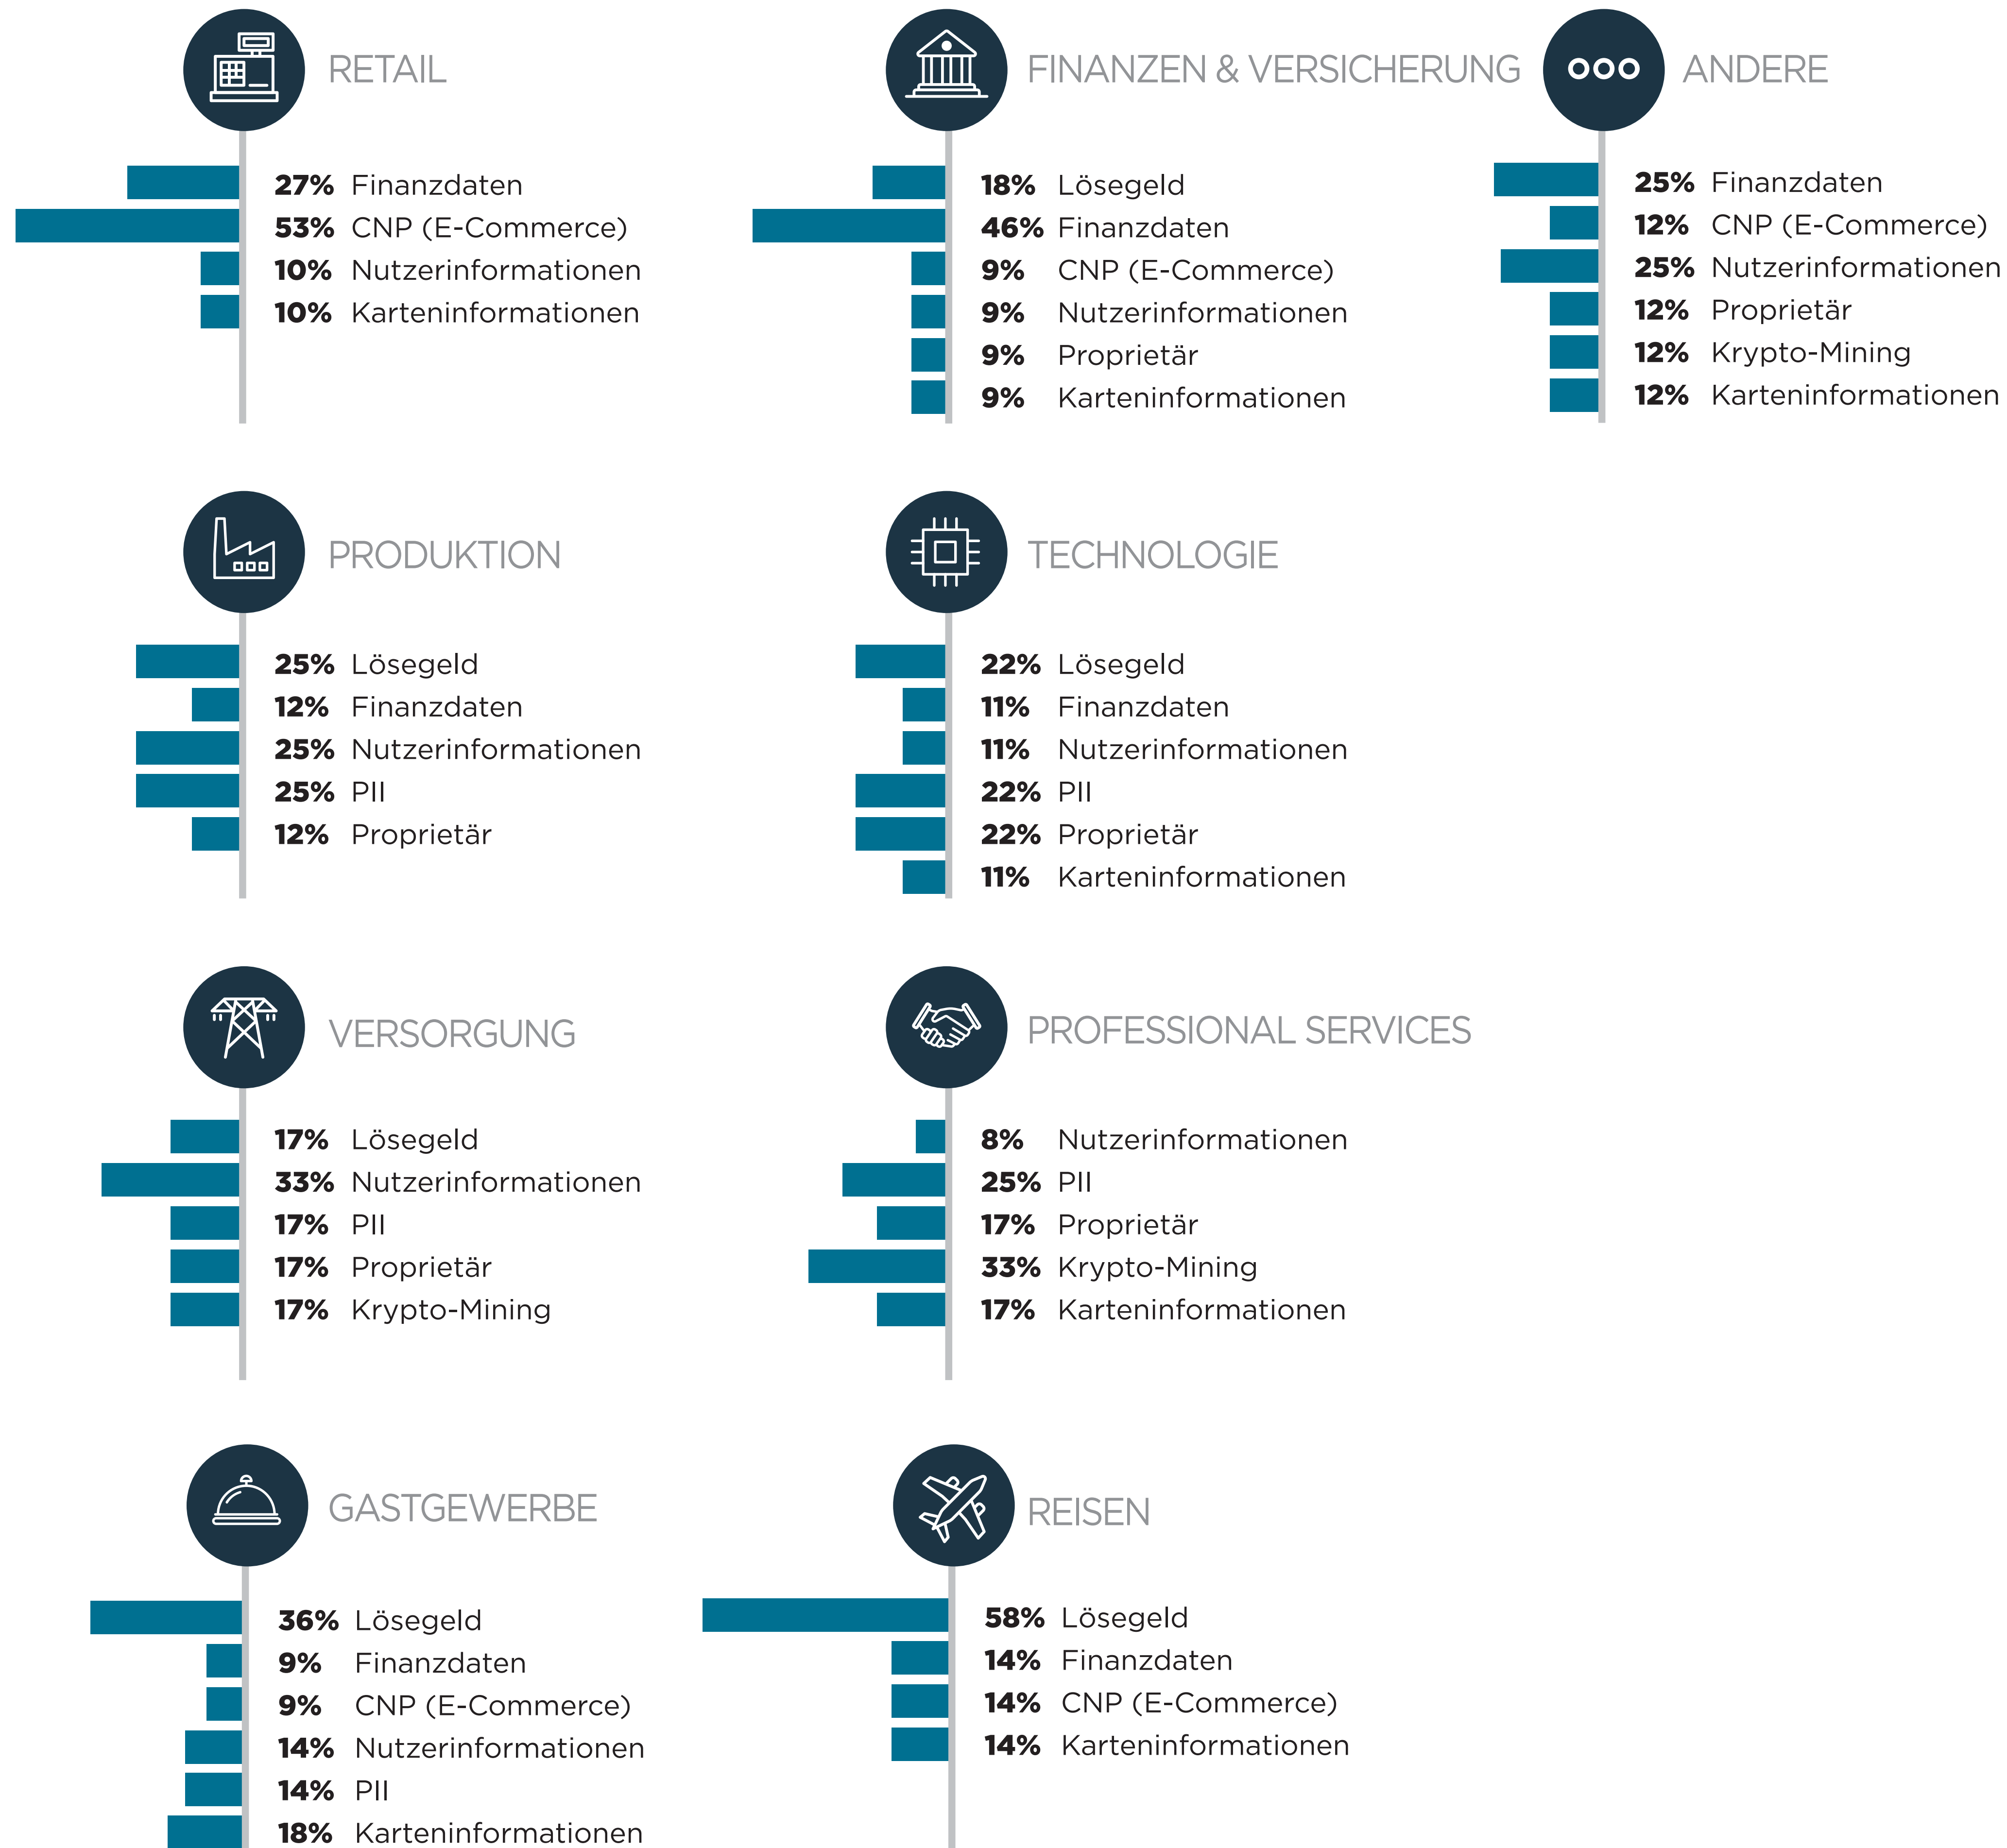 RETAIL
27% Finanzdaten
53% CNP (E-Commerce)
10% Nutzerinformationen
10% Karteninformationen
FINANZEN & VERSICHERUNG
18% Lösegeld
46% Finanzdaten
9% CNP (E-Commerce)
9% Nutzerinformationen
9% Proprietär
9% Karteninformationen
ANDERE
25% Finanzdaten
12% CNP (E-Commerce)
25% Nutzerinformationen
12% Proprietär
12% Krypto-Mining
12% Karteninformationen
PRODUKTION
25% Lösegeld
12% Finanzdaten
25% Nutzerinformationen
25% PII
12% Proprietär
TECHNOLOGIE
22% Lösegeld
11% Finanzdaten
11% Nutzerinformationen
22% PII
22% Proprietär
11% Karteninformationen
VERSORGUNG
17% Lösegeld
33% Nutzerinformationen
17% PII
17% Proprietär
17% Krypto-Mining
PROFESSIONAL SERVICES
8% Nutzerinformationen
25% PII
17% Proprietär
33% Krypto-Mining
17% Karteninformationen
GASTGEWERBE
36% Lösegeld
9% Finanzdaten
9% CNP (E-Commerce)
14% Nutzerinformationen
14% PII
18% Karteninformationen
REISEN
58% Lösegeld
14% Finanzdaten
14% CNP (E-Commerce)
14% Karteninformationen